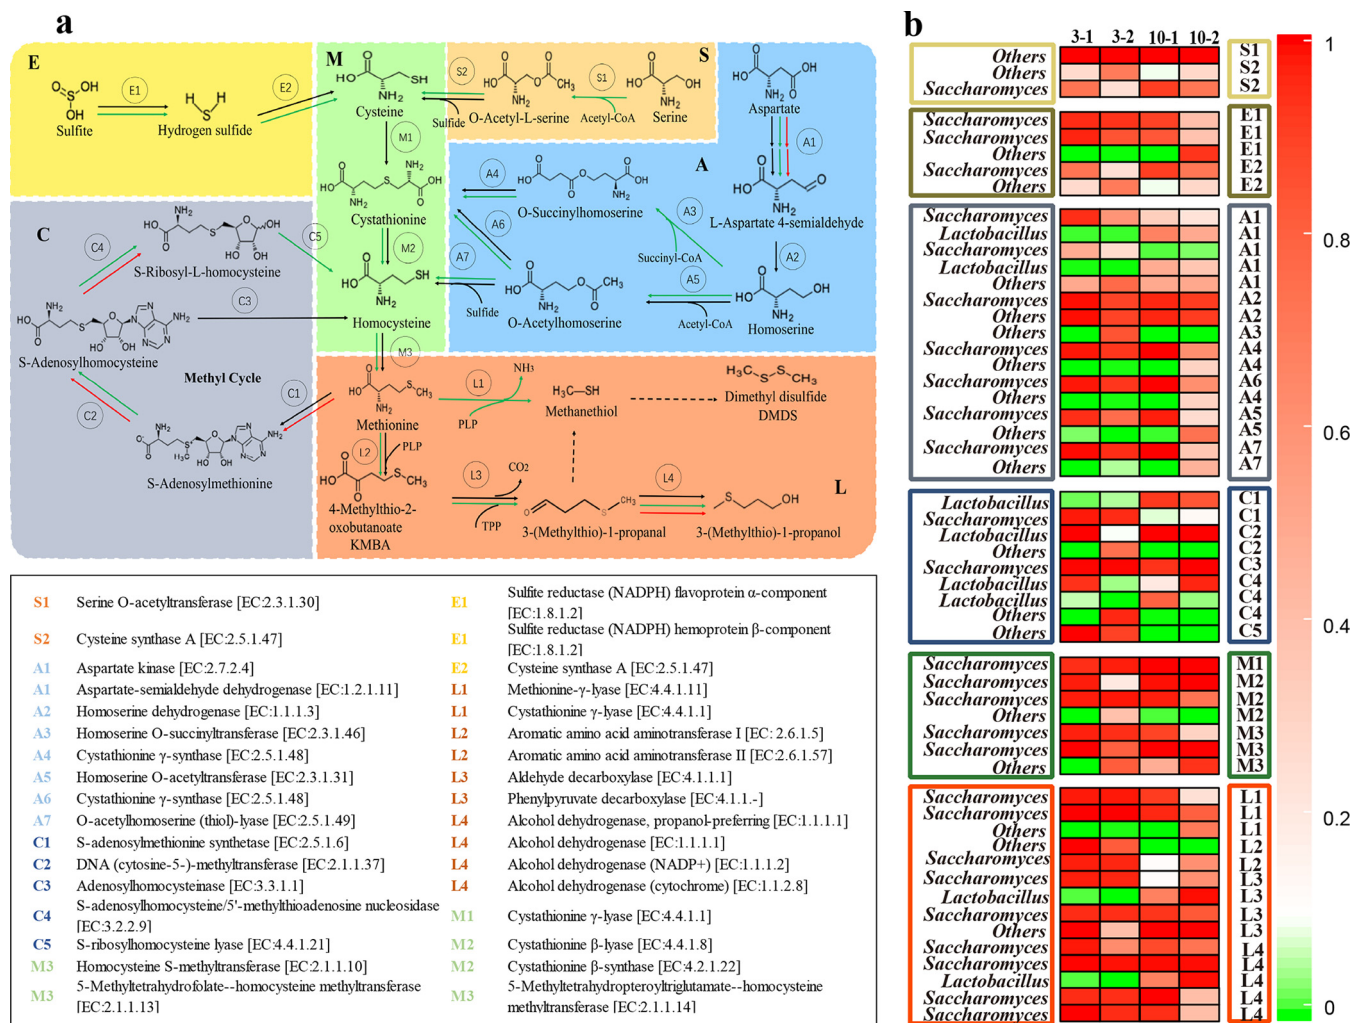 a
E
Sulfite
E1
Hydrogen sulfide
E2
M
Cysteine
M1
Cystathionine
M2
Homocysteine
M3
S
S2
O-Acetyl-L-serine
Sulfide
S1
Acetyl-CoA
Serine
A
Aspartate
A1
L-Aspartate 4-semialdehyde
A2
Homoserine
A3
Succinyl-CoA
A4
O-Succinylhomoserine
A5
Acetyl-CoA
A6
A7
Sulfide
O-Acetylhomoserine
C
C4
S-Ribosyl-L-homocysteine
C5
C3
S-Adenosylhomocysteine
Methyl Cycle
C2
C1
S-Adenosylmethionine
L
Methionine
L1
PLP
NH3
Methanethiol
Dimethyl disulfide
DMDS
L2
PLP
4-Methylthio-2-
oxobutanoate
KMBA
L3
CO2
TPP
3-(Methylthio)-1-propanal
L4
3-(Methylthio)-1-propanol
S1 Serine O-acetyltransferase [EC:2.3.1.30]
S2 Cysteine synthase A [EC:2.5.1.47]
A1 Aspartate kinase [EC:2.7.2.4]
A1 Aspartate-semialdehyde dehydrogenase [EC:1.2.1.11]
A2 Homoserine dehydrogenase [EC:1.1.1.3]
A3 Homoserine O-succinyltransferase [EC:2.3.1.46]
A4 Cystathionine γ-synthase [EC:2.5.1.48]
A5 Homoserine O-acetyltransferase [EC:2.3.1.31]
A6 Cystathionine γ-synthase [EC:2.5.1.48]
A7 O-acetylhomoserine (thiol)-lyase [EC:2.5.1.49]
C1 S-adenosylmethionine synthetase [EC:2.5.1.6]
C2 DNA (cytosine-5-)-methyltransferase [EC:2.1.1.37]
C3 Adenosylhomocysteinase [EC:3.3.1.1]
C4 S-adenosylhomocysteine/5'-methylthioadenosine nucleosidase
[EC:3.2.2.9]
C5 S-ribosylhomocysteine lyase [EC:4.4.1.21]
M3 Homocysteine S-methyltransferase [EC:2.1.1.10]
M3 5-Methyltetrahydrofolate--homocysteine methyltransferase
[EC:2.1.1.13]
E1 Sulfite reductase (NADPH) flavoprotein α-component
[EC:1.8.1.2]
E1 Sulfite reductase (NADPH) hemoprotein β-component
[EC:1.8.1.2]
E2 Cysteine synthase A [EC:2.5.1.47]
L1 Methionine-γ-lyase [EC:4.4.1.11]
L1 Cystathionine γ-lyase [EC:4.4.1.1]
L2 Aromatic amino acid aminotransferase I [EC: 2.6.1.5]
L2 Aromatic amino acid aminotransferase II [EC:2.6.1.57]
L3 Aldehyde decarboxylase [EC:4.1.1.1]
L3 Phenylpyruvate decarboxylase [EC:4.1.1.-]
L4 Alcohol dehydrogenase, propanol-preferring [EC:1.1.1.1]
L4 Alcohol dehydrogenase (NADP+) [EC:1.1.1.2]
L4 Alcohol dehydrogenase (cytochrome) [EC:1.1.2.8]
M1 Cystathionine γ-lyase [EC:4.4.1.1]
M2 Cystathionine β-lyase [EC:4.4.1.8]
M2 Cystathionine β-synthase [EC:4.2.1.22]
M3 5-Methyltetrahydropteroyltriglutamate--homocysteine
methyltransferase [EC:2.1.1.14]
b
3-1 3-2 10-1 10-2
Others S1
Others S2
Saccharomyces S2
Saccharomyces E1
Saccharomyces E1
Others E1
Saccharomyces E2
Others E2
Saccharomyces A1
Lactobacillus A1
Saccharomyces A1
Lactobacillus A1
Others A1
Saccharomyces A2
Others A2
Others A3
Saccharomyces A4
Others A4
Saccharomyces A6
Others A4
Saccharomyces A5
Others A5
Saccharomyces A7
Others A7
Lactobacillus C1
Saccharomyces C1
Lactobacillus C2
Others C2
Saccharomyces C3
Lactobacillus C4
Lactobacillus C4
Others C4
Others C5
Saccharomyces M1
Saccharomyces M2
Saccharomyces M2
Others M2
Saccharomyces M3
Saccharomyces M3
Others M3
Saccharomyces L1
Saccharomyces L1
Others L1
Others L2
Saccharomyces L2
Saccharomyces L3
Lactobacillus L3
Saccharomyces L3
Others L3
Saccharomyces L4
Saccharomyces L4
Lactobacillus L4
Saccharomyces L4
Saccharomyces L4
1
0.8
0.6
0.4
0.2
0